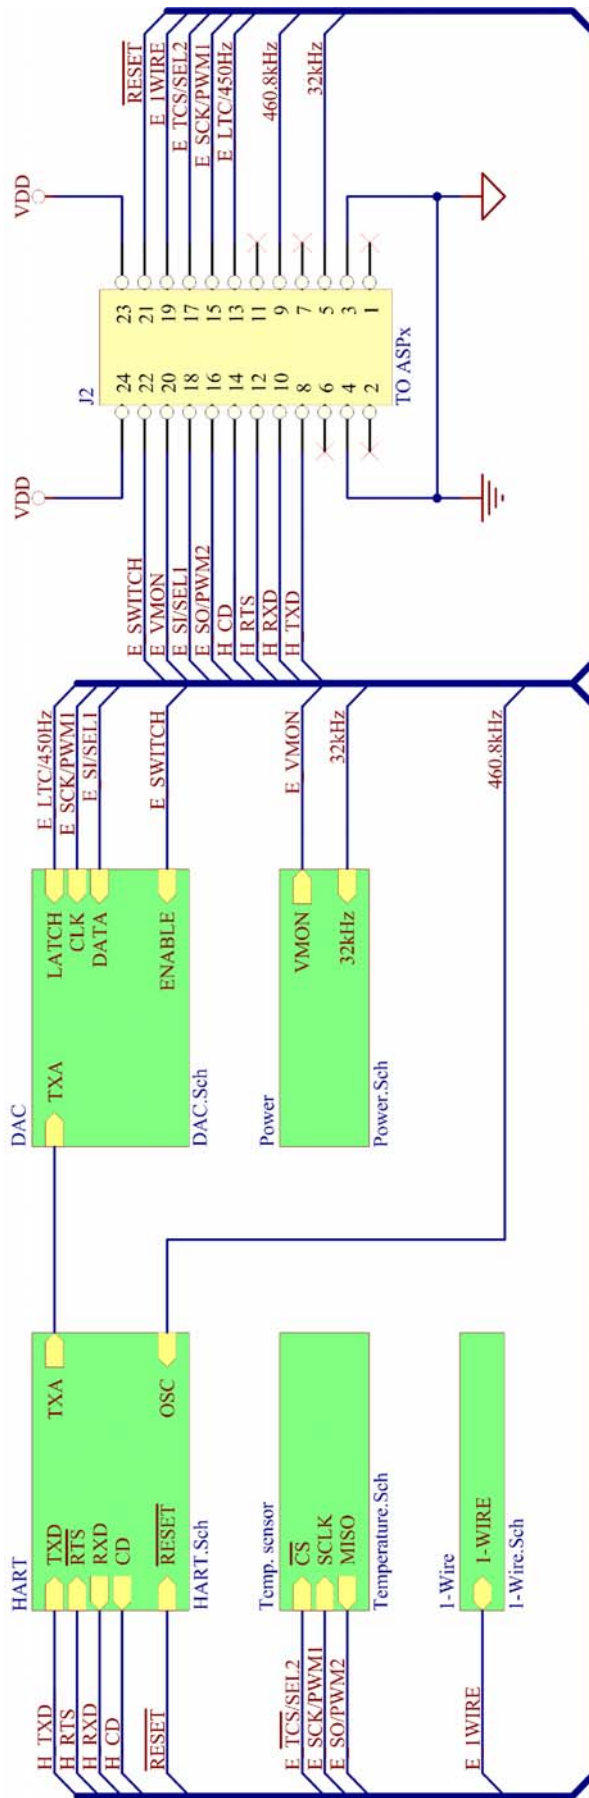 HART
H TXD
H RTS
H RXD
H CD
RESET
TXD
RTS
RXD
CD
RESET
TXA
OSC
HART.Sch
Temp. sensor
E TCS/SEL2
E SCK/PWM1
E SO/PWM2
CS
SCLK
MISO
Temperature.Sch
1-Wire
E 1WIRE
1-WIRE
1-Wire.Sch
DAC
TXA
LATCH
CLK
DATA
ENABLE
E LTC/450Hz
E SCK/PWM1
E SI/SEL1
E SWITCH
DAC.Sch
Power
VMON
32kHz
E VMON
32kHz
Power.Sch
460.8kHz
VDD
VDD
J2
E SWITCH
E VMON
E SI/SEL1
E SO/PWM2
H CD
H RTS
H RXD
H TXD
24 23
22 21
20 19
18 17
16 15
14 13
12 11
10 9
8 7
6 5
4 3
2 1
RESET
E 1WIRE
E TCS/SEL2
E SCK/PWM1
E LTC/450Hz
460.8kHz
32kHz
TO ASPx